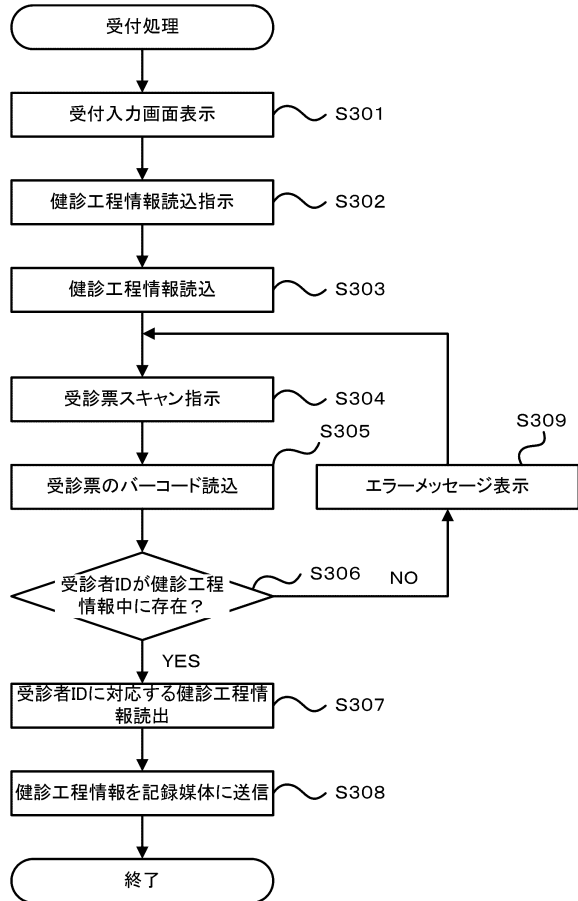 受付処理
受付入力画面表示
S301
健診工程情報読込指示
S302
健診工程情報読込
S303
受診票スキャン指示
S304
S305
受診票のバーコード読込
S309
エラーメッセージ表示
受診者IDが健診工程
情報中に存在？
S306
NO
YES
受診者IDに対応する健診工程情
報読出
S307
健診工程情報を記録媒体に送信
S308
終了